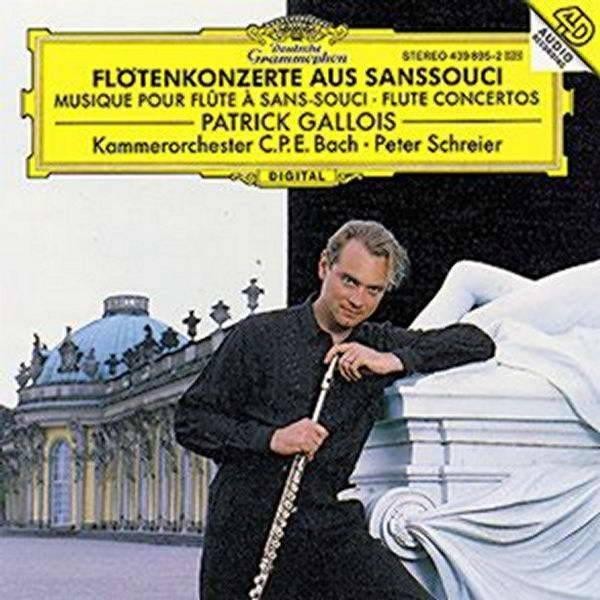 Deutsche
Grammophon
STEREO 439 895-2
4D
AUDIO
RECORDING
FLÖTENKONZERTE AUS SANSSOUCI
MUSIQUE POUR FLÛTE À SANS-SOUCI · FLUTE CONCERTOS
PATRICK GALLOIS
Kammerorchester C.P.E. Bach · Peter Schreier
DIGITAL